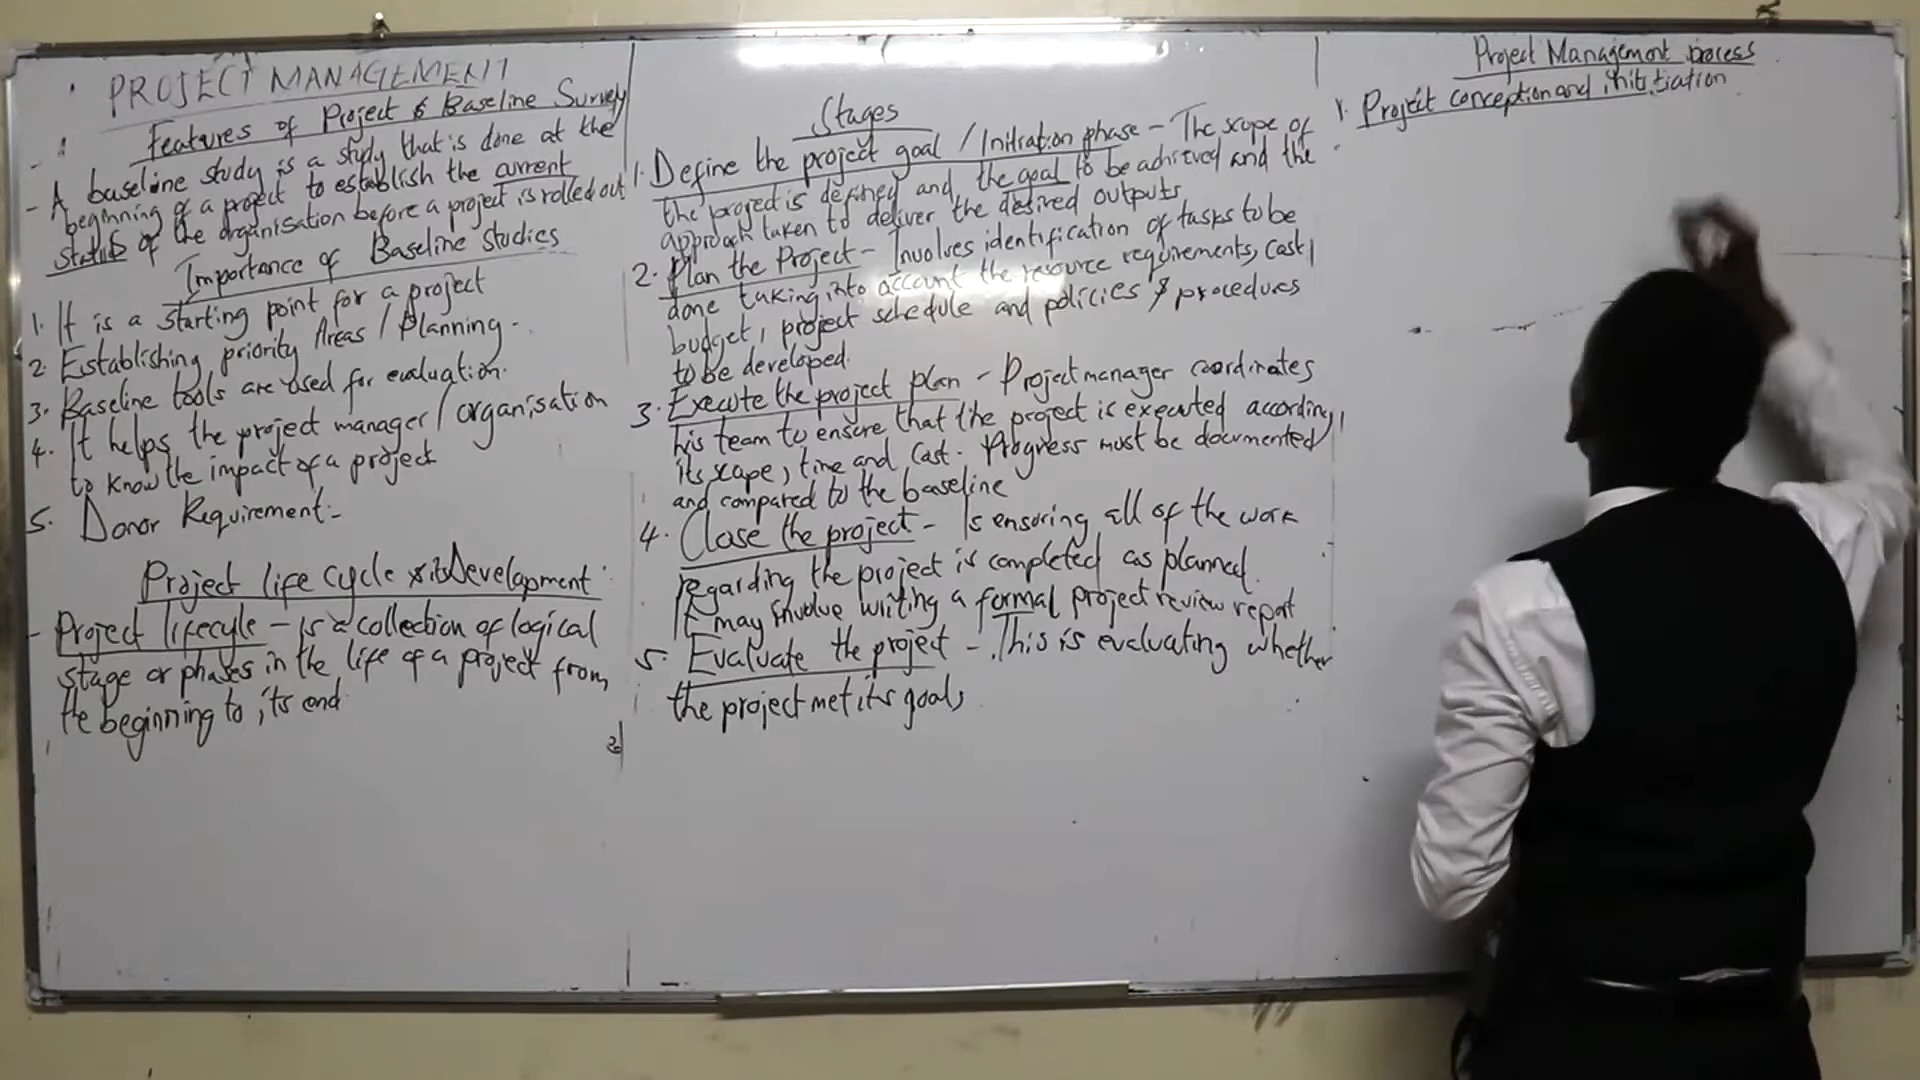 PROJECT MANAGEMENT
Features of Project & Baseline Survey
- A baseline study is a study that is done at the
beginning of a project to establish the current
status of the organisation before a project is rolled out
Importance of Baseline studies
1. It is a starting point for a project
2. Establishing priority Areas / Planning -
3. Baseline tools are used for evaluation.
4. It helps the project manager / organisation
to know the impact of a project
5. Donor Requirement:-
Project life cycle & its Development
- Project lifecyle - Is a collection of logical
stage or phases in the life of a project from
the beginning to its end
Stages
1. Define the project goal / Initiation phase - The scope of
the project is defined and the goal to be achieved and the
approach taken to deliver the desired outputs
2. Plan the Project - Involves identification of tasks to be
done taking into account the resource requirements, cost /
budget, project schedule and policies & procedures
to be developed.
3. Execute the project plan - Project manager coordinates
his team to ensure that the project is executed according
its scope, time and cost. Progress must be documented
and compared to the baseline
4. Close the project - Is ensuring all of the work
regarding the project is completed as planned.
It may involve writing a formal project review report
5. Evaluate the project - This is evaluating whether
the project met its goals
Project Management process
1. Project conception and initiation